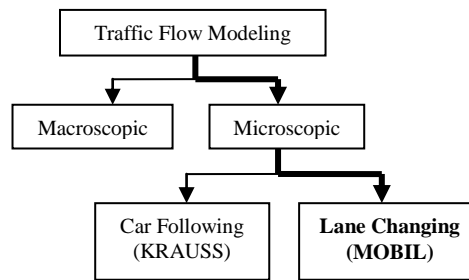 Traffic Flow Modeling
Macroscopic
Microscopic
Car Following
(KRAUSS)
Lane Changing
(MOBIL)